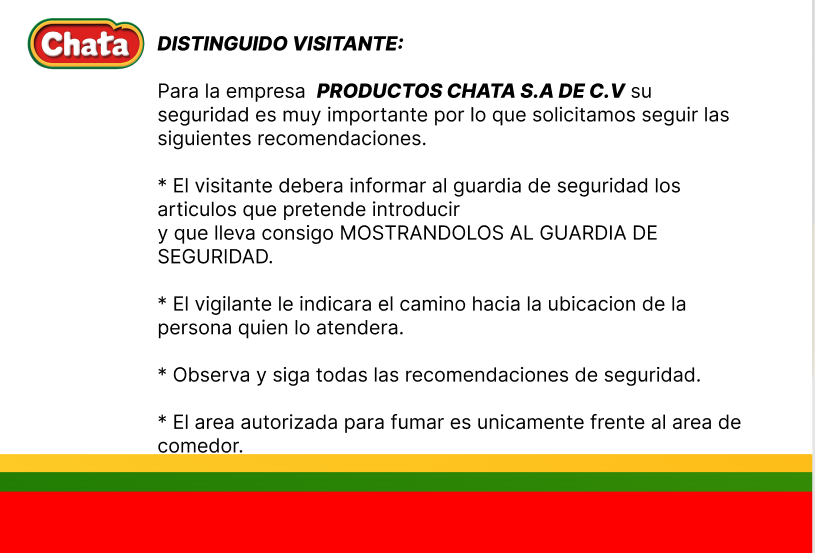 Chata
DISTINGUIDO VISITANTE:
Para la empresa  PRODUCTOS CHATA S.A DE C.V su
seguridad es muy importante por lo que solicitamos seguir las
siguientes recomendaciones.
* El visitante debera informar al guardia de seguridad los
articulos que pretende introducir
y que lleva consigo MOSTRANDOLOS AL GUARDIA DE
SEGURIDAD.
* El vigilante le indicara el camino hacia la ubicacion de la
persona quien lo atendera.
* Observa y siga todas las recomendaciones de seguridad.
* El area autorizada para fumar es unicamente frente al area de
comedor.